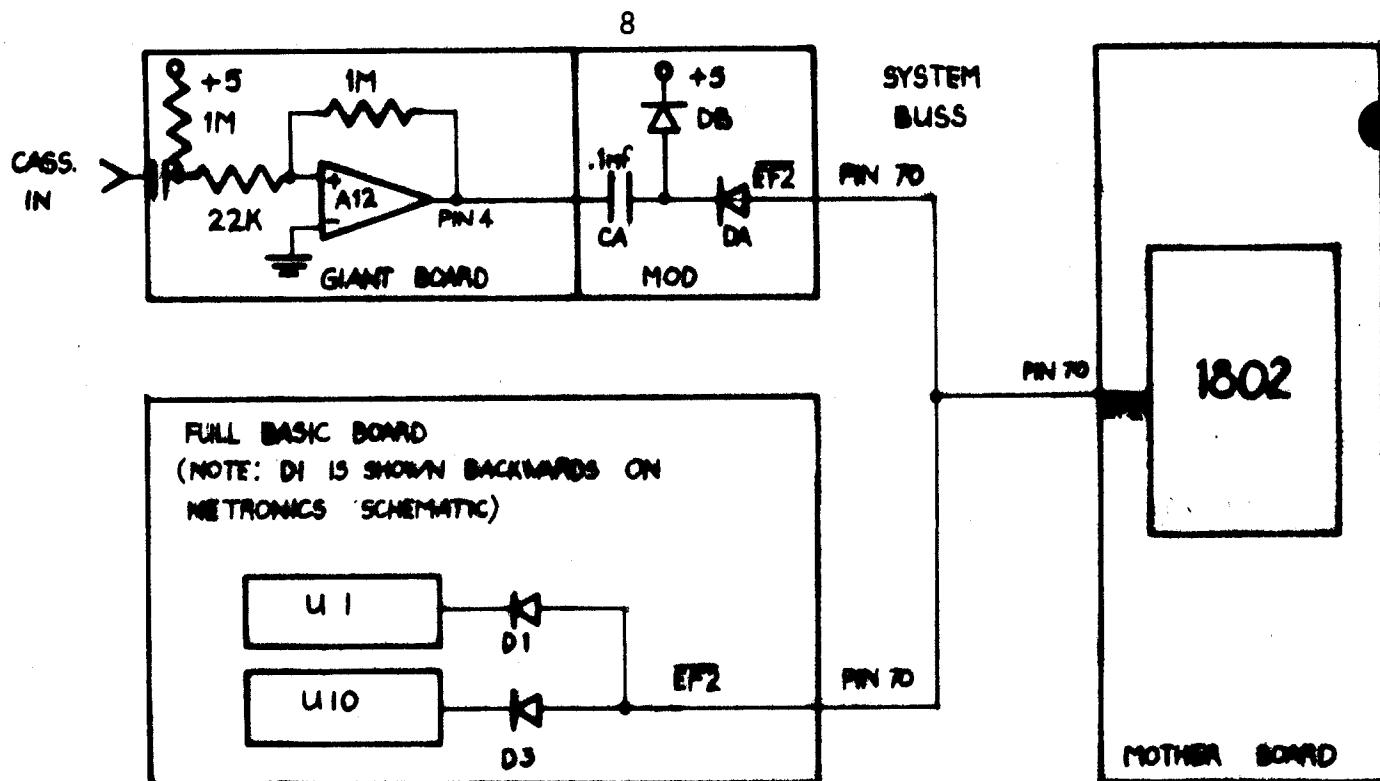 8
+5
1M
1M
CASS.
IN
22K
+
A12
-
PIN 4
GIANT BOARD
+5
DB
.1mf
CA
DA
EF2
MOD
SYSTEM
BUSS
PIN 70
PIN 70
1802
FULL BASIC BOARD
(NOTE: D1 IS SHOWN BACKWARDS ON
NETRONICS SCHEMATIC)
U 1
D1
U 10
D3
EF2
PIN 70
MOTHER BOARD